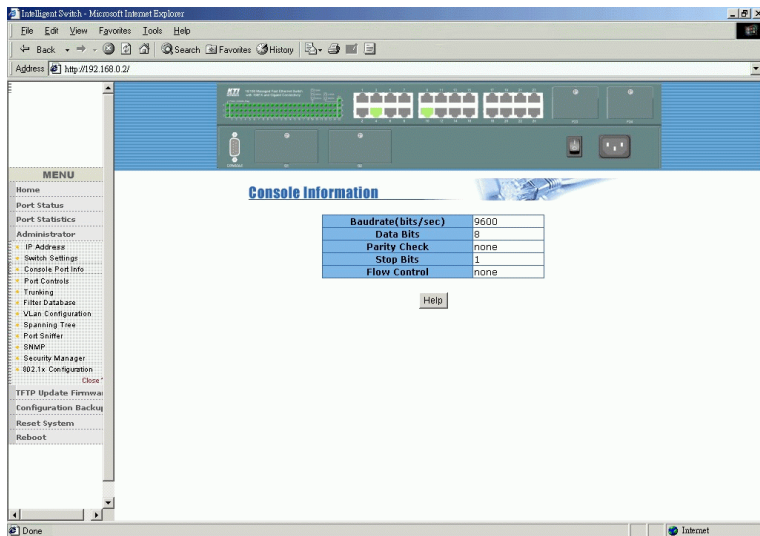 Intelligent Switch - Microsoft Internet Explorer
File Edit View Favorites Tools Help
Back Search Favorites History
Address http://192.168.0.2/
MENU
Home
Port Status
Port Statistics
Administrator
IP Address
Switch Settings
Console Port Info
Port Controls
Trunking
Filter Database
VLan Configuration
Spanning Tree
Port Sniffer
SNMP
Security Manager
802.1x Configuration
Close
TFTP Update Firmwa
Configuration Backup
Reset System
Reboot
Console Information
Baudrate(bits/sec) 9600
Data Bits 8
Parity Check none
Stop Bits 1
Flow Control none
Help
Done
Internet